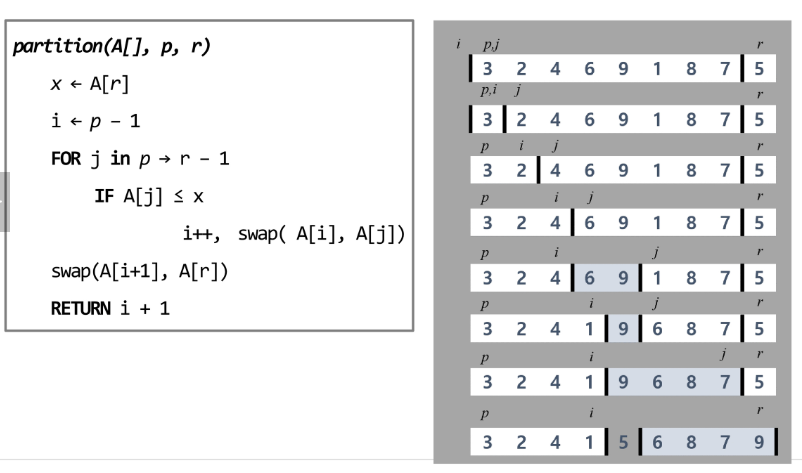 partition(A[], p, r)
x ← A[r]
i ← p − 1
FOR j in p → r − 1
IF A[j] ≤ x
i++, swap( A[i], A[j])
swap(A[i+1], A[r])
RETURN i + 1
i p,j r
3 2 4 6 9 1 8 7 5
p,i j r
3 2 4 6 9 1 8 7 5
p i j r
3 2 4 6 9 1 8 7 5
p i j r
3 2 4 6 9 1 8 7 5
p i j r
3 2 4 6 9 1 8 7 5
p i j r
3 2 4 1 9 6 8 7 5
p i j r
3 2 4 1 9 6 8 7 5
p i r
3 2 4 1 5 6 8 7 9